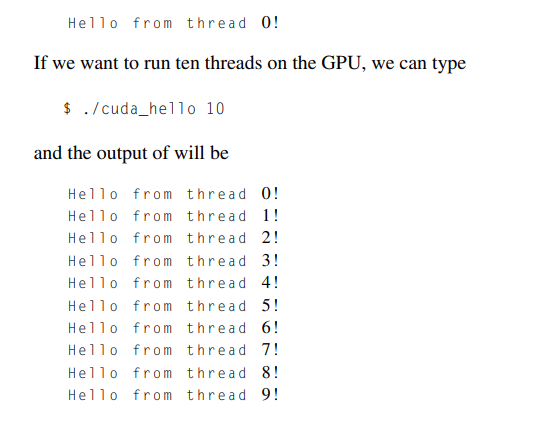 Hello from thread 0!
If we want to run ten threads on the GPU, we can type
$ ./cuda_hello 10
and the output of will be
Hello from thread 0!
Hello from thread 1!
Hello from thread 2!
Hello from thread 3!
Hello from thread 4!
Hello from thread 5!
Hello from thread 6!
Hello from thread 7!
Hello from thread 8!
Hello from thread 9!